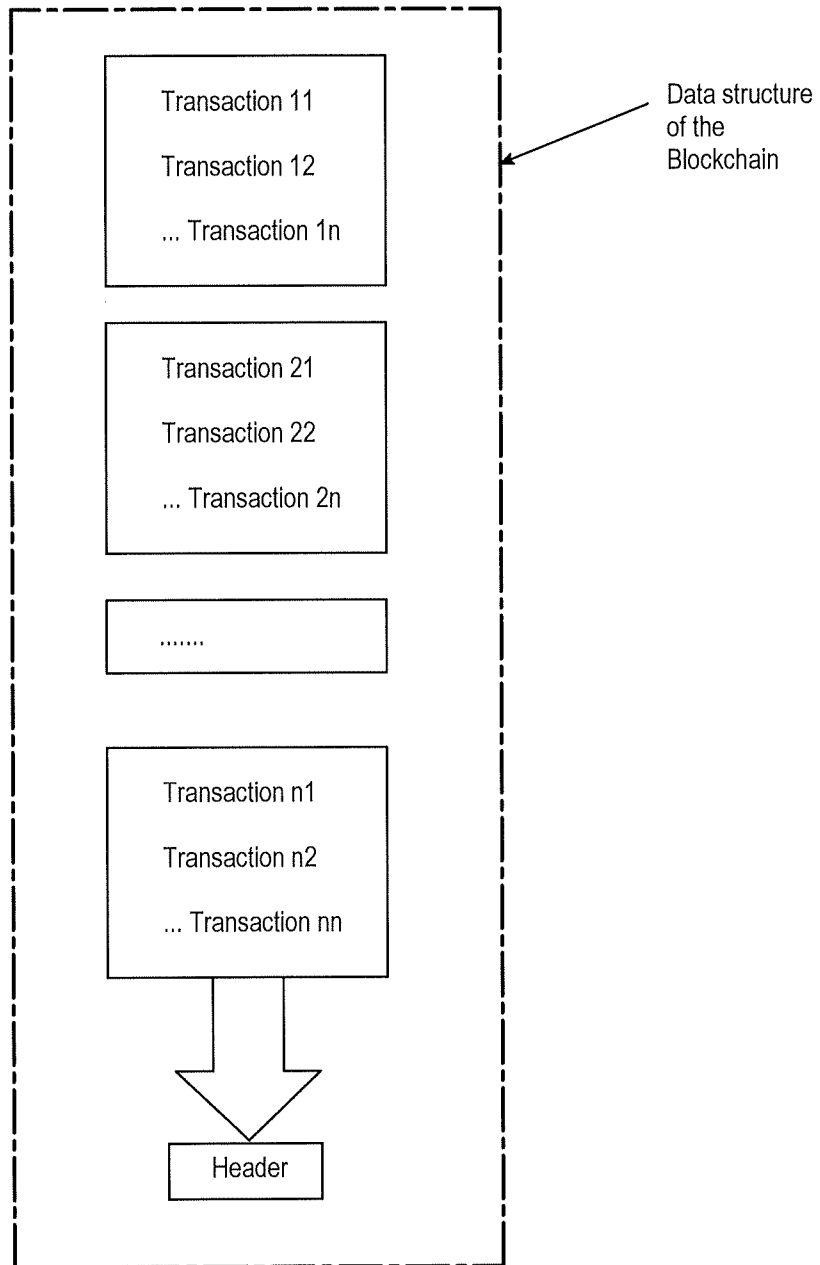 Transaction 11
Transaction 12
... Transaction 1n
Data structure
of the
Blockchain
Transaction 21
Transaction 22
... Transaction 2n
.......
Transaction n1
Transaction n2
... Transaction nn
Header